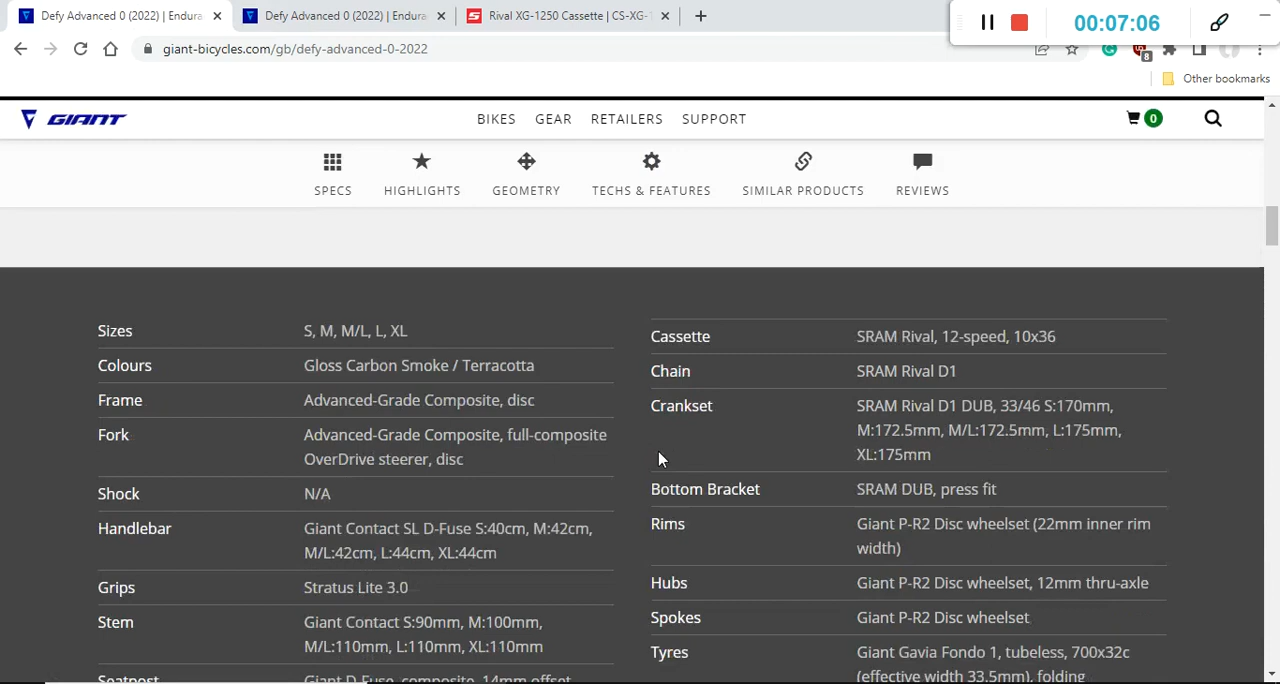 Defy Advanced 0 (2022) | Endura
Defy Advanced 0 (2022) | Endura
Rival XG-1250 Cassette | CS-XG-
00:07:06
giant-bicycles.com/gb/defy-advanced-0-2022
8
Other bookmarks
GIANT
BIKES GEAR RETAILERS SUPPORT
0
SPECS HIGHLIGHTS GEOMETRY TECHS & FEATURES SIMILAR PRODUCTS REVIEWS
Sizes S, M, M/L, L, XL
Colours Gloss Carbon Smoke / Terracotta
Frame Advanced-Grade Composite, disc
Fork Advanced-Grade Composite, full-composite
OverDrive steerer, disc
Shock N/A
Handlebar Giant Contact SL D-Fuse S:40cm, M:42cm,
M/L:42cm, L:44cm, XL:44cm
Grips Stratus Lite 3.0
Stem Giant Contact S:90mm, M:100mm,
M/L:110mm, L:110mm, XL:110mm
Seatpost Giant D-Fuse, composite, 14mm offset
Cassette SRAM Rival, 12-speed, 10x36
Chain SRAM Rival D1
Crankset SRAM Rival D1 DUB, 33/46 S:170mm,
M:172.5mm, M/L:172.5mm, L:175mm,
XL:175mm
Bottom Bracket SRAM DUB, press fit
Rims Giant P-R2 Disc wheelset (22mm inner rim
width)
Hubs Giant P-R2 Disc wheelset, 12mm thru-axle
Spokes Giant P-R2 Disc wheelset
Tyres Giant Gavia Fondo 1, tubeless, 700x32c
(effective width 33.5mm), folding